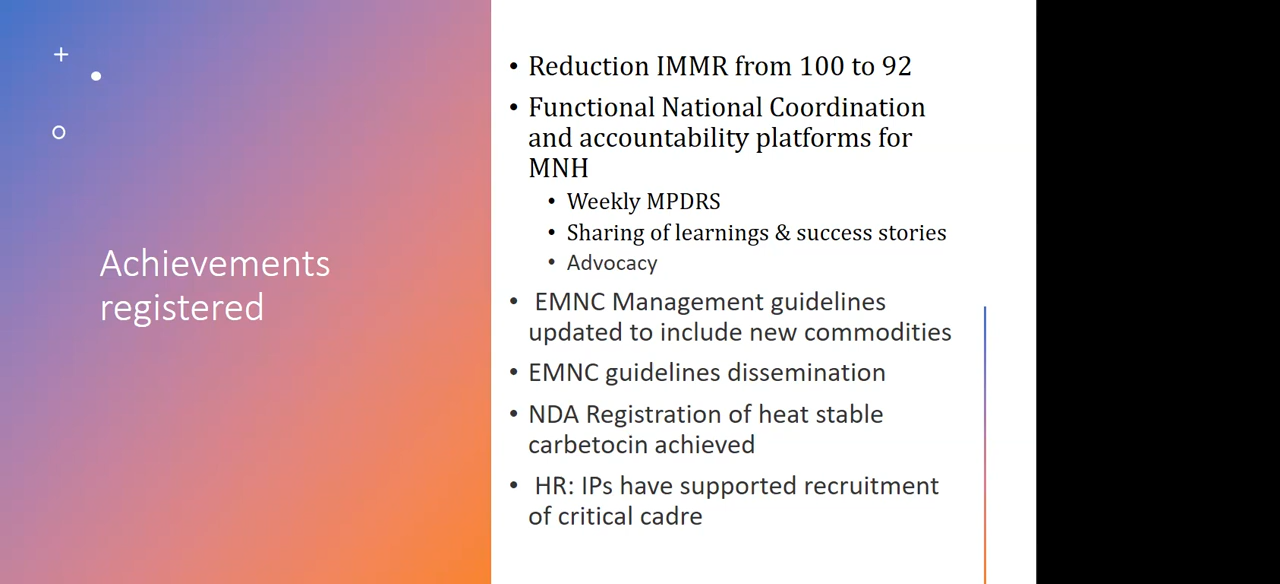 Achievements
registered
• Reduction IMMR from 100 to 92
• Functional National Coordination
and accountability platforms for
MNH
• Weekly MPDRS
• Sharing of learnings & success stories
• Advocacy
• EMNC Management guidelines
updated to include new commodities
• EMNC guidelines dissemination
• NDA Registration of heat stable
carbetocin achieved
• HR: IPs have supported recruitment
of critical cadre